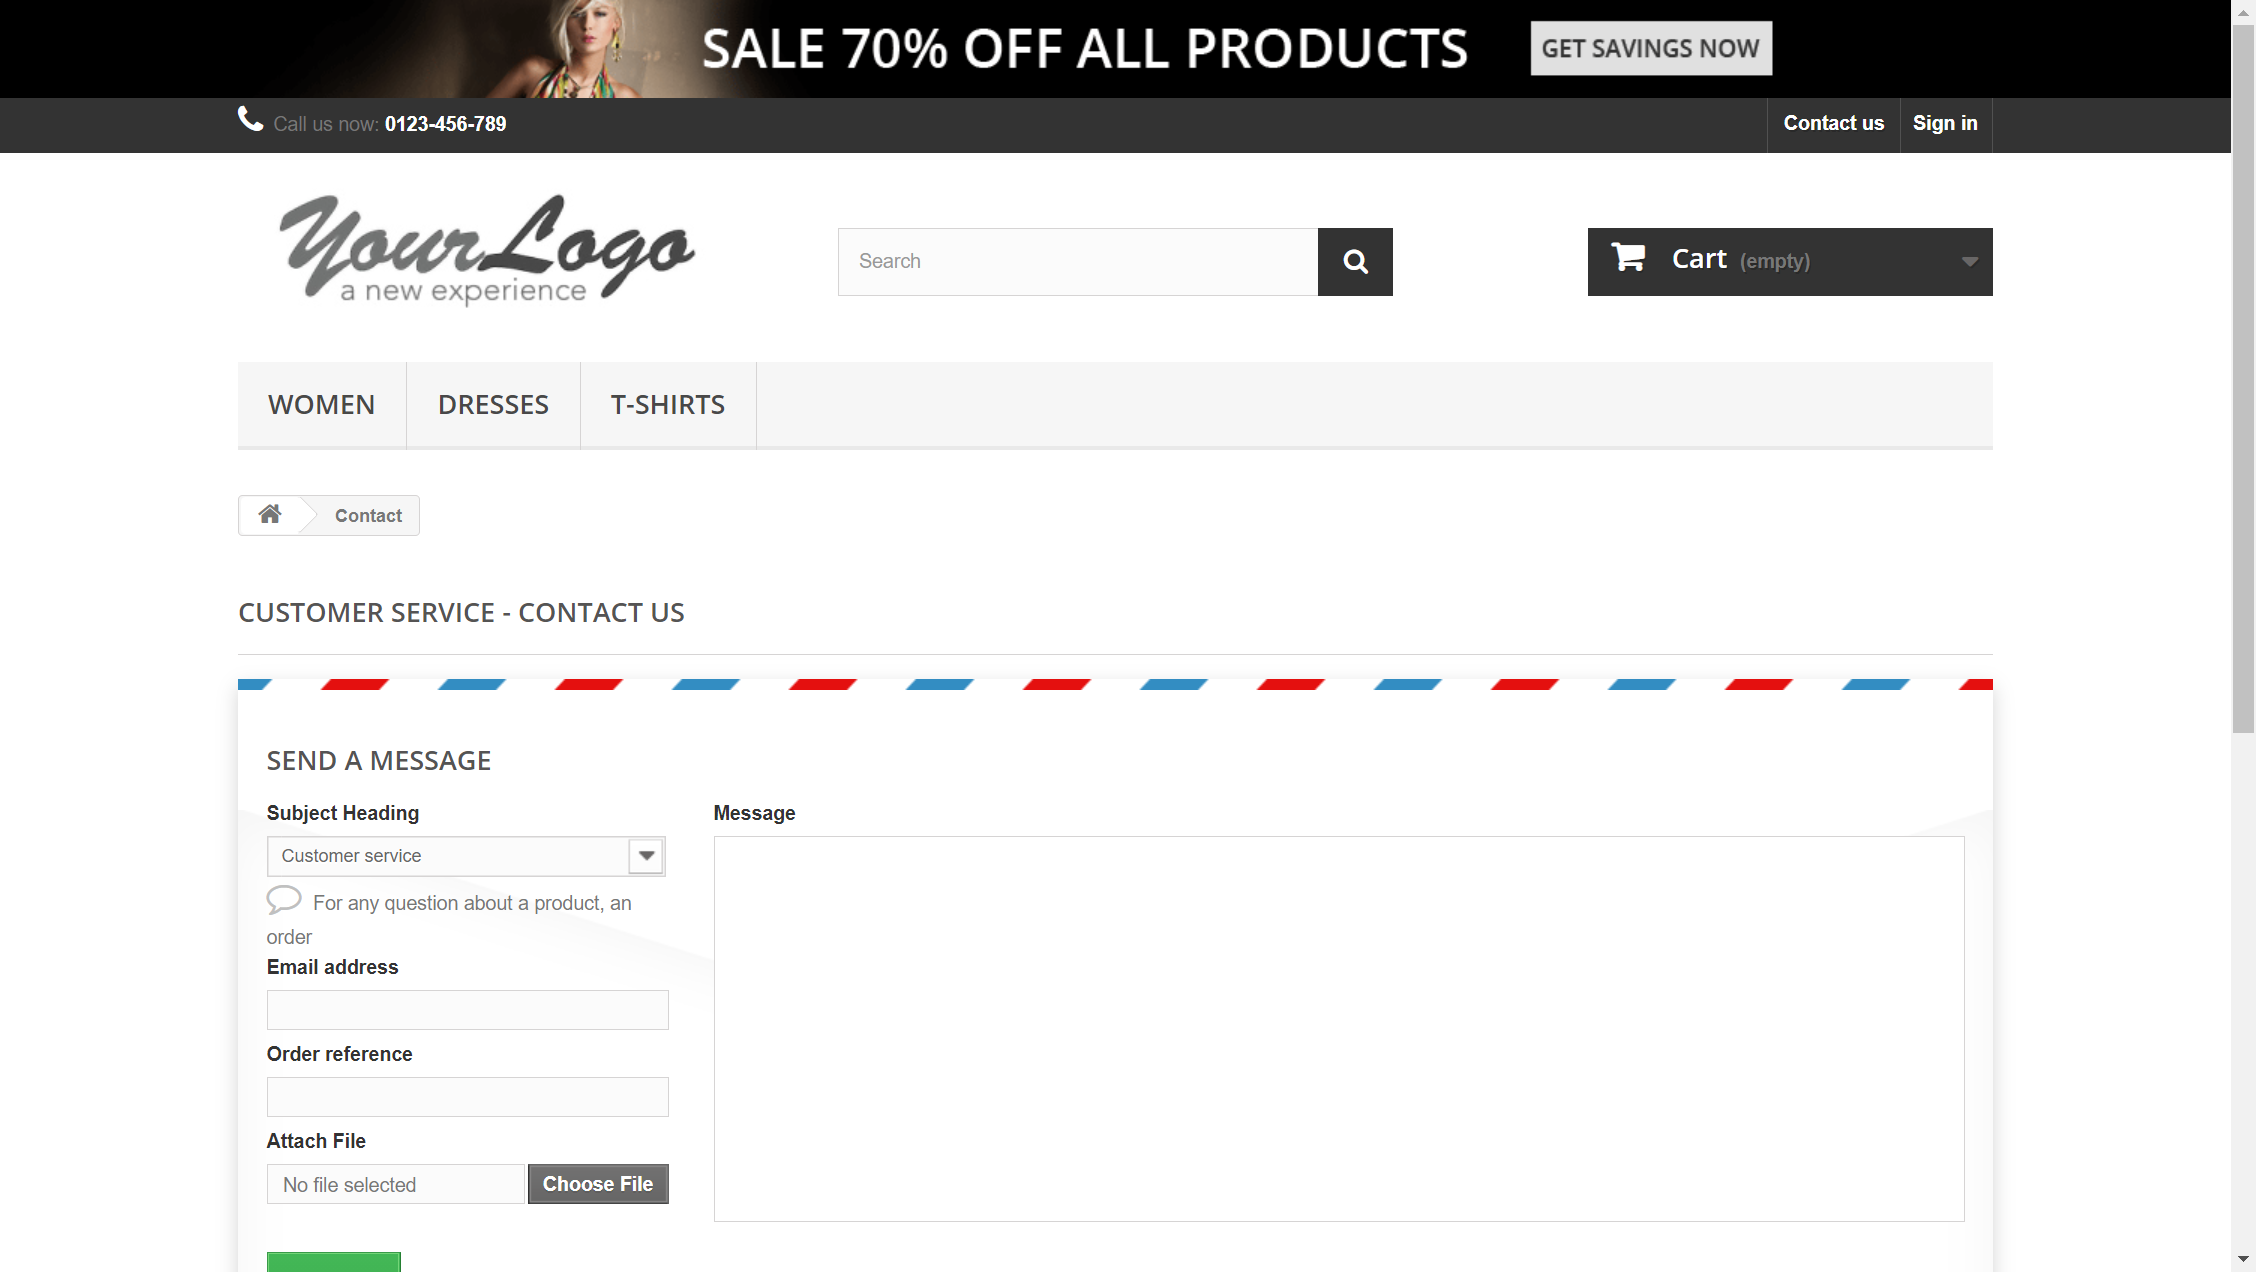 SALE 70% OFF ALL PRODUCTS
GET SAVINGS NOW
Call us now: 0123-456-789
Contact us
Sign in
YourLogo
a new experience
Search
Cart (empty)
WOMEN
DRESSES
T-SHIRTS
Contact
CUSTOMER SERVICE - CONTACT US
SEND A MESSAGE
Subject Heading
Customer service
For any question about a product, an
order
Email address
Order reference
Attach File
No file selected
Choose File
Message